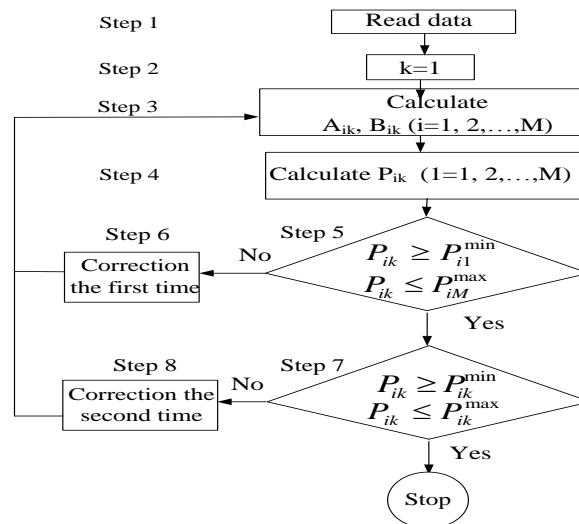 Step 1
Read data
Step 2
k=1
Step 3
Calculate
A_ik, B_ik (i=1, 2,…,M)
Step 4
Calculate P_ik (1=1, 2,…,M)
Step 5
P_ik ≥ P_i1^min
P_ik ≤ P_iM^max
No
Step 6
Correction
the first time
Yes
Step 7
P_ik ≥ P_ik^min
P_ik ≤ P_ik^max
No
Step 8
Correction the
second time
Yes
Stop